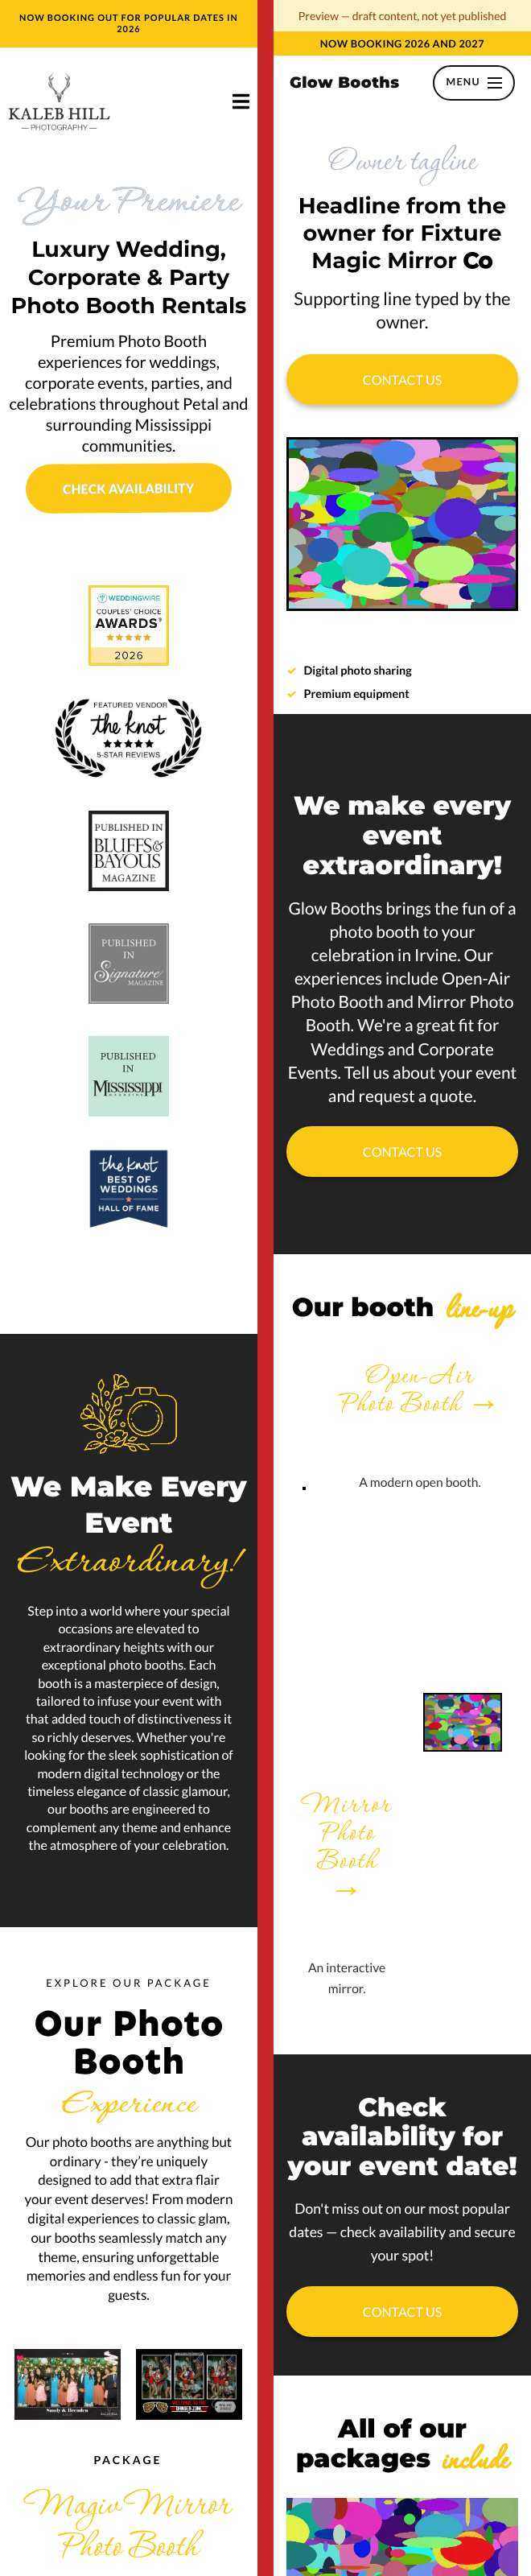 NOW BOOKING OUT FOR POPULAR DATES IN
2026
KALEB HILL
— PHOTOGRAPHY —
Your Premiere
Luxury Wedding,
Corporate & Party
Photo Booth Rentals
Premium Photo Booth
experiences for weddings,
corporate events, parties, and
celebrations throughout Petal and
surrounding Mississippi
communities.
CHECK AVAILABILITY
WEDDINGWIRE
COUPLES' CHOICE
AWARDS®
★★★★★
2026
FEATURED VENDOR
the knot
★★★★★
5-STAR REVIEWS
PUBLISHED IN
BLUFFS&
BAYOUS
MAGAZINE
PUBLISHED
IN
Signature
MAGAZINE
PUBLISHED
IN
MISSISSIPPI
MAGAZINE
the knot
BEST OF
WEDDINGS
HALL OF FAME
We Make Every
Event
Extraordinary!
Step into a world where your special
occasions are elevated to
extraordinary heights with our
exceptional photo booths. Each
booth is a masterpiece of design,
tailored to infuse your event with
that added touch of distinctiveness it
so richly deserves. Whether you're
looking for the sleek sophistication of
modern digital technology or the
timeless elegance of classic glamour,
our booths are engineered to
complement any theme and enhance
the atmosphere of your celebration.
EXPLORE OUR PACKAGE
Our Photo
Booth
Experience
Our photo booths are anything but
ordinary - they're uniquely
designed to add that extra flair
your event deserves! From modern
digital experiences to classic glam,
our booths seamlessly match any
theme, ensuring unforgettable
memories and endless fun for your
guests.
PACKAGE
Magic Mirror
Photo Booth
Preview — draft content, not yet published
NOW BOOKING 2026 AND 2027
Glow Booths
MENU
Owner tagline
Headline from the
owner for Fixture
Magic Mirror Co
Supporting line typed by the
owner.
CONTACT US
✓ Digital photo sharing
✓ Premium equipment
We make every
event
extraordinary!
Glow Booths brings the fun of a
photo booth to your
celebration in Irvine. Our
experiences include Open-Air
Photo Booth and Mirror Photo
Booth. We're a great fit for
Weddings and Corporate
Events. Tell us about your event
and request a quote.
CONTACT US
Our booth line-up
Open-Air
Photo Booth →
A modern open booth.
Mirror
Photo
Booth
→
An interactive
mirror.
Check
availability for
your event date!
Don't miss out on our most popular
dates — check availability and secure
your spot!
CONTACT US
All of our
packages include